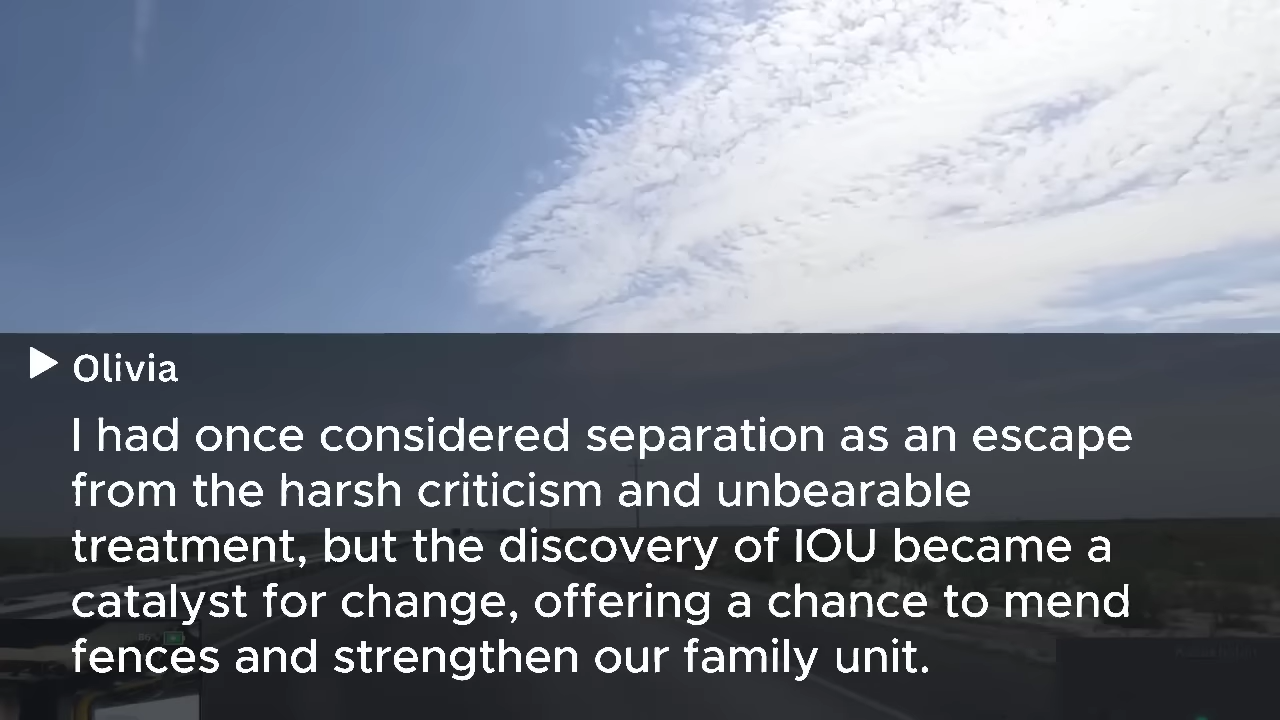 Olivia
I had once considered separation as an escape
from the harsh criticism and unbearable
treatment, but the discovery of IOU became a
catalyst for change, offering a chance to mend
fences and strengthen our family unit.